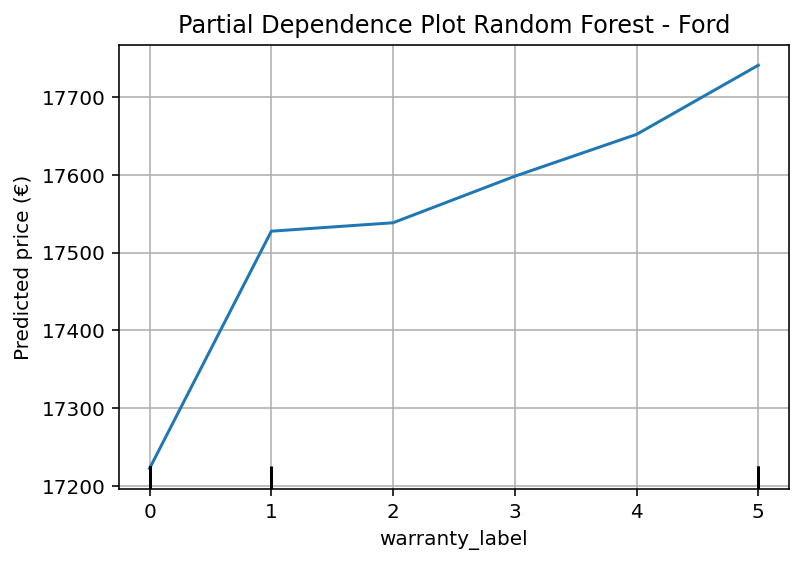 Partial Dependence Plot Random Forest - Ford
Predicted price (€)
17700
17600
17500
17400
17300
17200
0 1 2 3 4 5
warranty_label